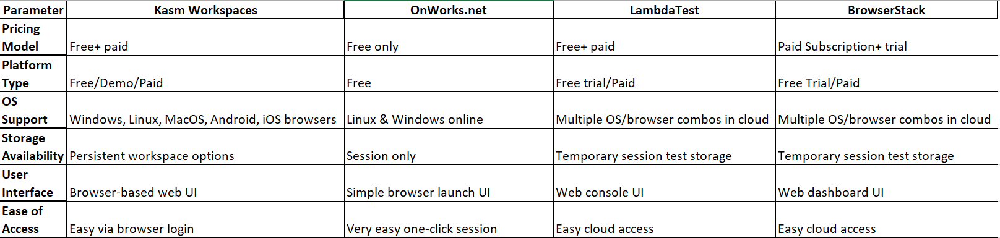 Parameter Kasm Workspaces OnWorks.net LambdaTest BrowserStack
Pricing
Model Free+ paid Free only Free+ paid Paid Subscription+ trial
Platform
Type Free/Demo/Paid Free Free trial/Paid Free Trial/Paid
OS
Support Windows, Linux, MacOS, Android, iOS browsers Linux & Windows online Multiple OS/browser combos in cloud Multiple OS/browser combos in cloud
Storage
Availability Persistent workspace options Session only Temporary session test storage Temporary session test storage
User
Interface Browser-based web UI Simple browser launch UI Web console UI Web dashboard UI
Ease of
Access Easy via browser login Very easy one-click session Easy cloud access Easy cloud access